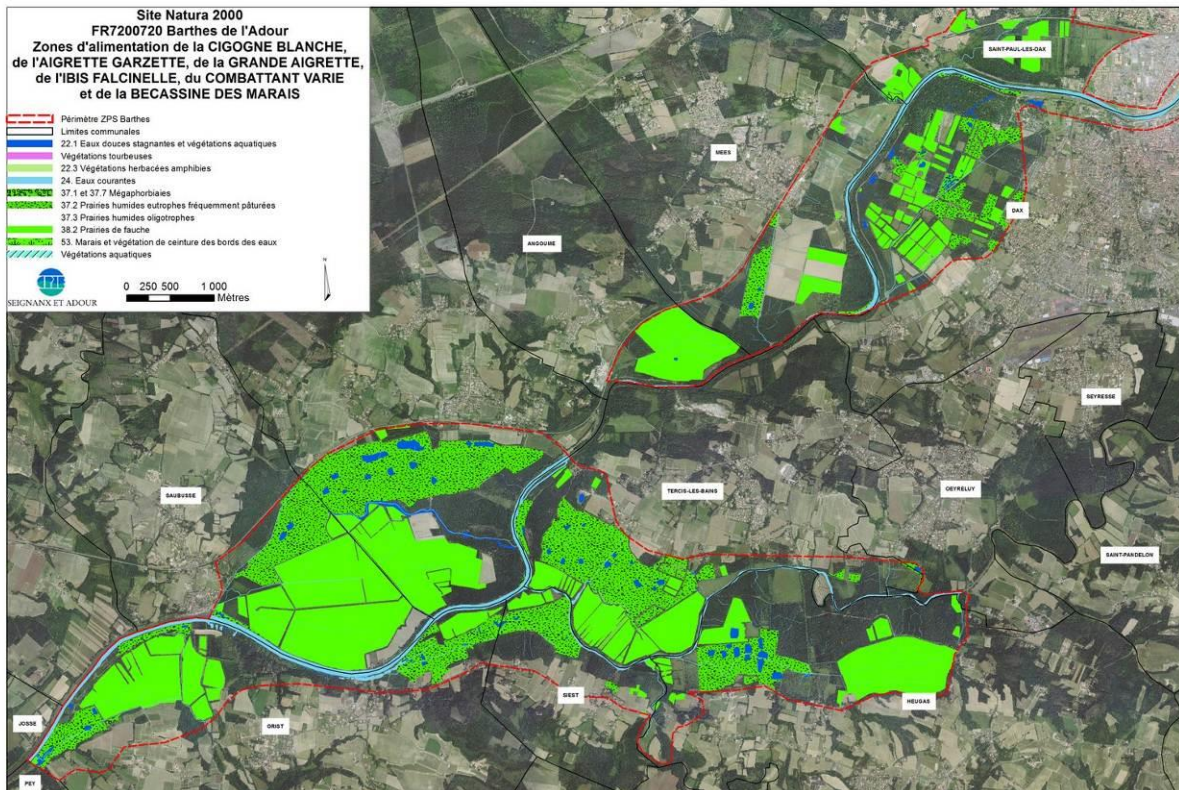 Site Natura 2000
FR7200720 Barthes de l'Adour
Zones d'alimentation de la CIGOGNE BLANCHE,
de l'AIGRETTE GARZETTE, de la GRANDE AIGRETTE,
de l'IBIS FALCINELLE, du COMBATTANT VARIE
et de la BECASSINE DES MARAIS
Périmètre ZPS Barthes
Limites communales
22.1 Eaux douces stagnantes et végétations aquatiques
Végétations tourbeuses
22.3 Végétations herbacées amphibies
24. Eaux courantes
37.1 et 37.7 Mégaphorbiaies
37.2 Prairies humides eutrophes fréquemment pâturées
37.3 Prairies humides oligotrophes
38.2 Prairies de fauche
53. Marais et végétation de ceinture des bords des eaux
Végétations aquatiques
CPIE
SEIGNANX ET ADOUR
0 250 500 1 000
Mètres
N
SAINT-PAUL-LES-DAX
MEES
DAX
ANGOUME
SEYRESSE
SAUBUSSE
TERCIS-LES-BAINS
OEYRELUY
SAINT-PANDELON
SIEST
HEUGAS
JOSSE
ORIST
PEY